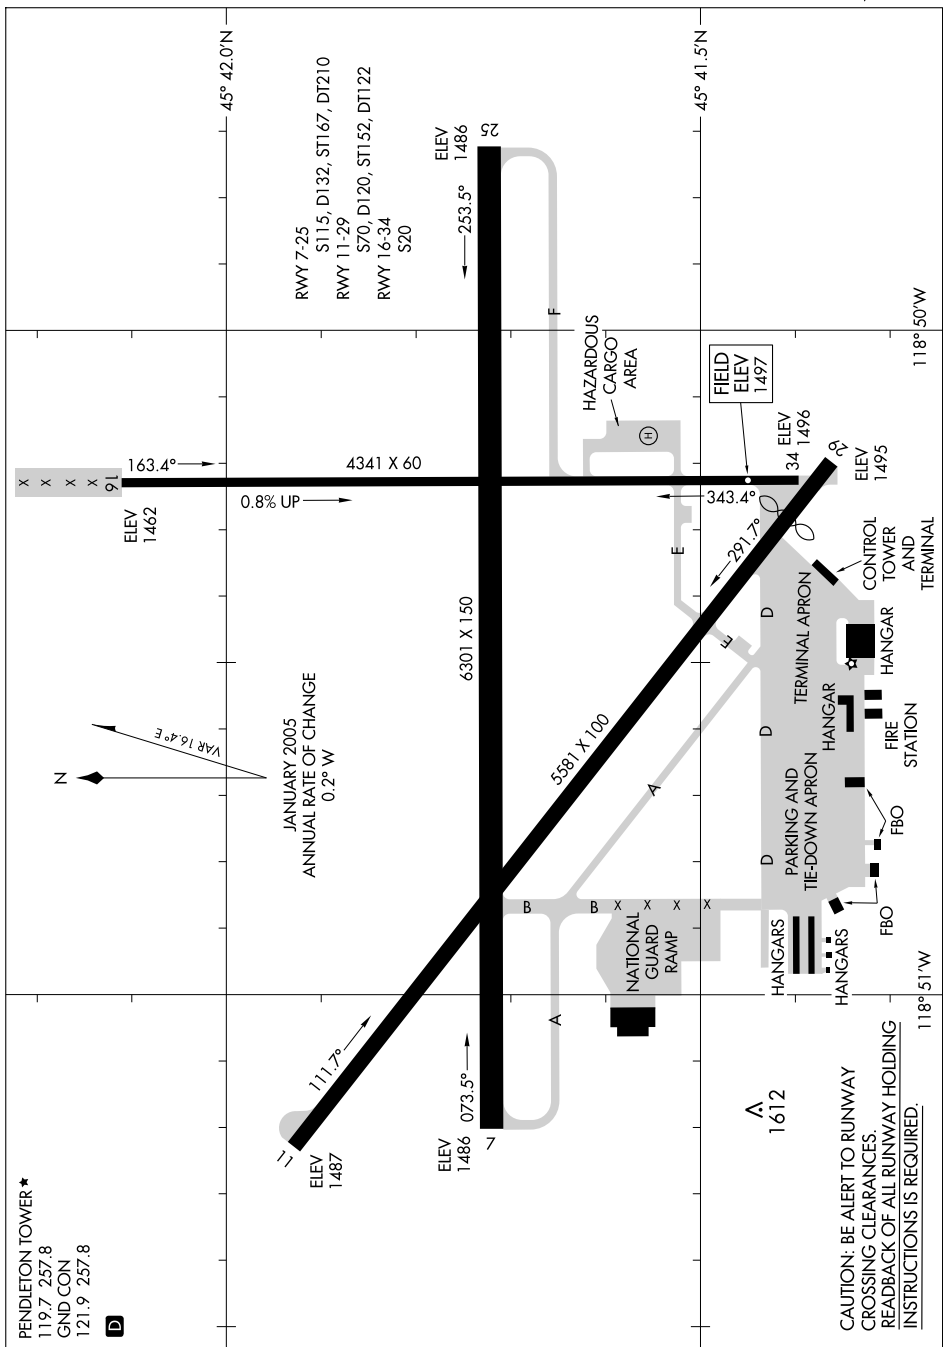 PENDLETON TOWER★
119.7 257.8
GND CON
121.9 257.8
D
45° 42.0'N
45° 41.5'N
RWY 7-25
S115, D132, ST167, DT210
RWY 11-29
S70, D120, ST152, DT122
RWY 16-34
S20
N
VAR 16.4° E
JANUARY 2005
ANNUAL RATE OF CHANGE
0.2° W
X X X X
16
163.4°
ELEV
1462
4341 X 60
0.8% UP
ELEV
1486
25
253.5°
F
118° 50'W
HAZARDOUS
CARGO
AREA
H
FIELD
ELEV
1497
34
ELEV
1496
343.4°
29
ELEV
1495
291.7°
6301 X 150
5581 X 100
11
ELEV
1487
111.7°
ELEV
1486
7
073.5°
A
A
B
B
X X X X
E
E
D
D
D
NATIONAL
GUARD
RAMP
CONTROL
TOWER
AND
TERMINAL
TERMINAL APRON
HANGAR
HANGAR
FIRE
STATION
PARKING AND
TIE-DOWN APRON
FBO
FBO
HANGARS
HANGARS
118° 51'W
1612
CAUTION: BE ALERT TO RUNWAY
CROSSING CLEARANCES.
READBACK OF ALL RUNWAY HOLDING
INSTRUCTIONS IS REQUIRED.